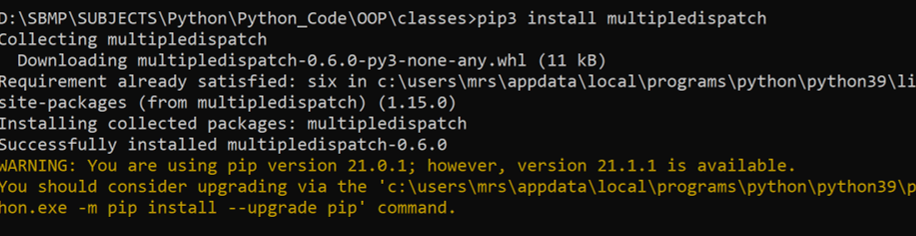 D:\SBMP\SUBJECTS\Python\Python_Code\OOP\classes>pip3 install multipledispatch
Collecting multipledispatch
  Downloading multipledispatch-0.6.0-py3-none-any.whl (11 kB)
Requirement already satisfied: six in c:\users\mrs\appdata\local\programs\python\python39\li
site-packages (from multipledispatch) (1.15.0)
Installing collected packages: multipledispatch
Successfully installed multipledispatch-0.6.0
WARNING: You are using pip version 21.0.1; however, version 21.1.1 is available.
You should consider upgrading via the 'c:\users\mrs\appdata\local\programs\python\python39\p
hon.exe -m pip install --upgrade pip' command.